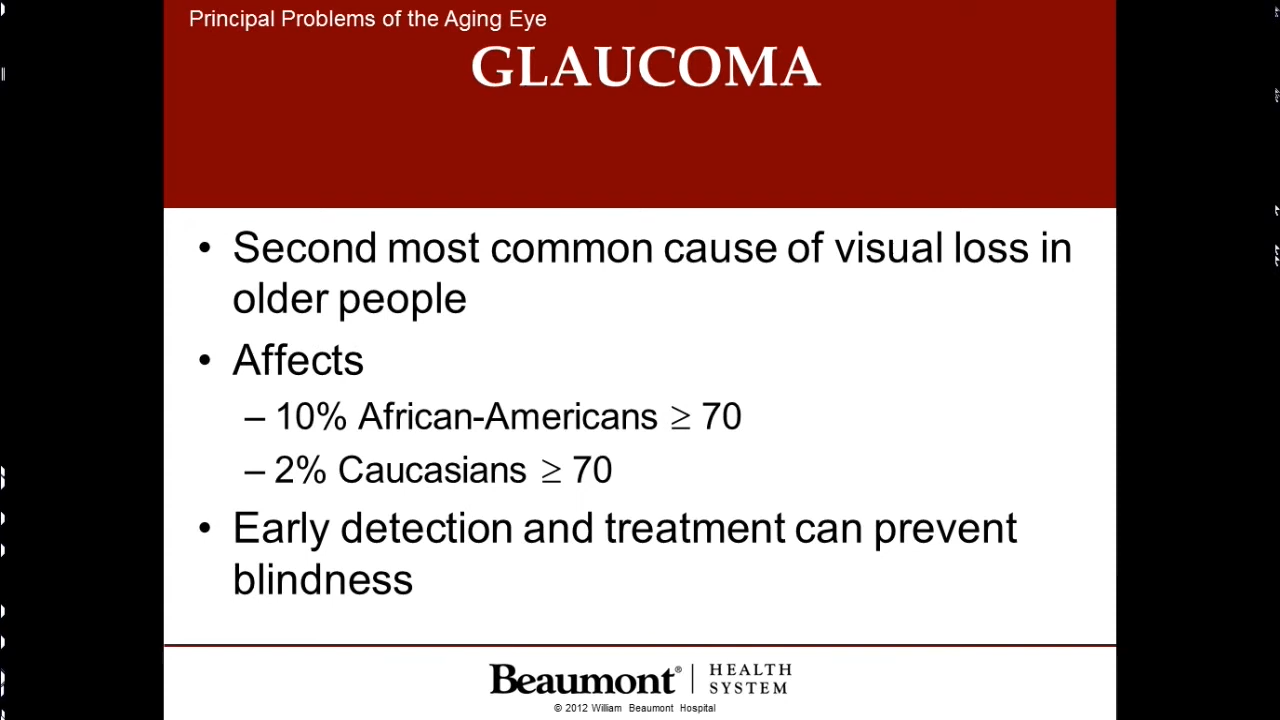 Principal Problems of the Aging Eye
GLAUCOMA
• Second most common cause of visual loss in
older people
• Affects
– 10% African-Americans ≥ 70
– 2% Caucasians ≥ 70
• Early detection and treatment can prevent
blindness
Beaumont® | HEALTH
SYSTEM
© 2012 William Beaumont Hospital